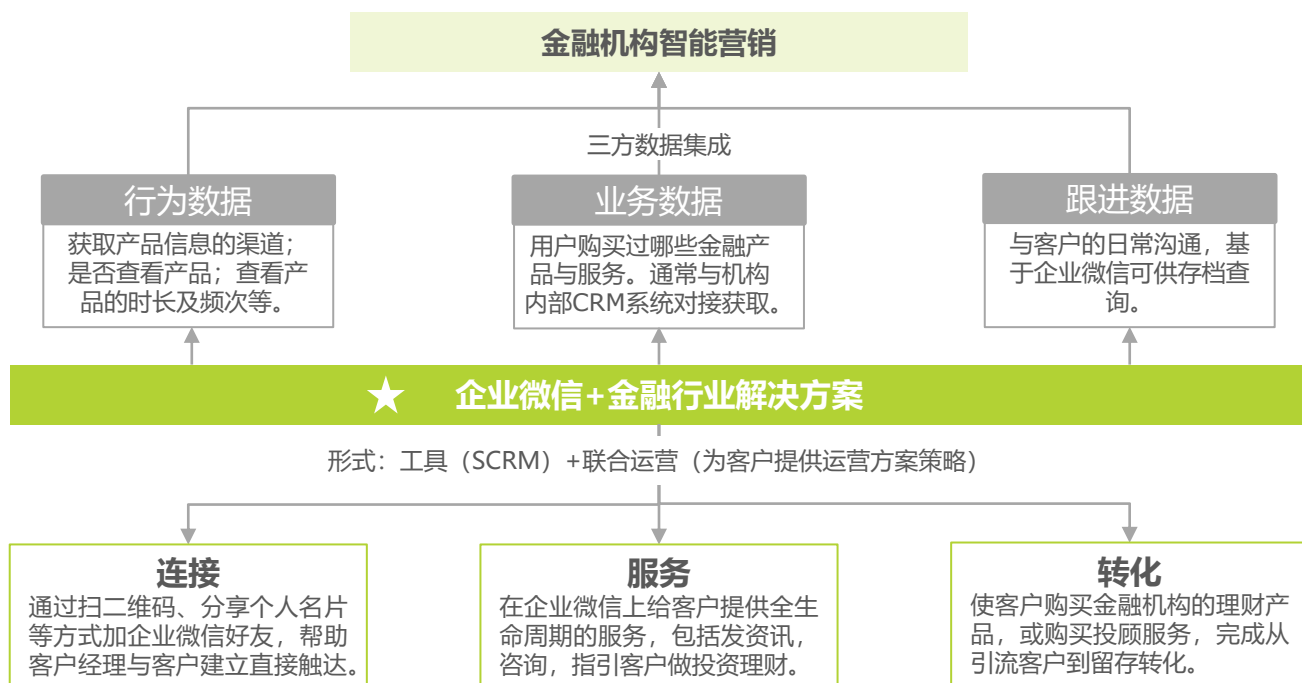 金融机构智能营销
三方数据集成
行为数据
获取产品信息的渠道；
是否查看产品；查看产
品的时长及频次等。
业务数据
用户购买过哪些金融产
品与服务。通常与机构
内部CRM系统对接获取。
跟进数据
与客户的日常沟通，基
于企业微信可供存档查
询。
企业微信+金融行业解决方案
形式：工具（SCRM）+联合运营（为客户提供运营方案策略）
连接
通过扫二维码、分享个人名片
等方式加企业微信好友，帮助
客户经理与客户建立直接触达。
服务
在企业微信上给客户提供全生
命周期的服务，包括发资讯，
咨询，指引客户做投资理财。
转化
使客户购买金融机构的理财产
品，或购买投顾服务，完成从
引流客户到留存转化。